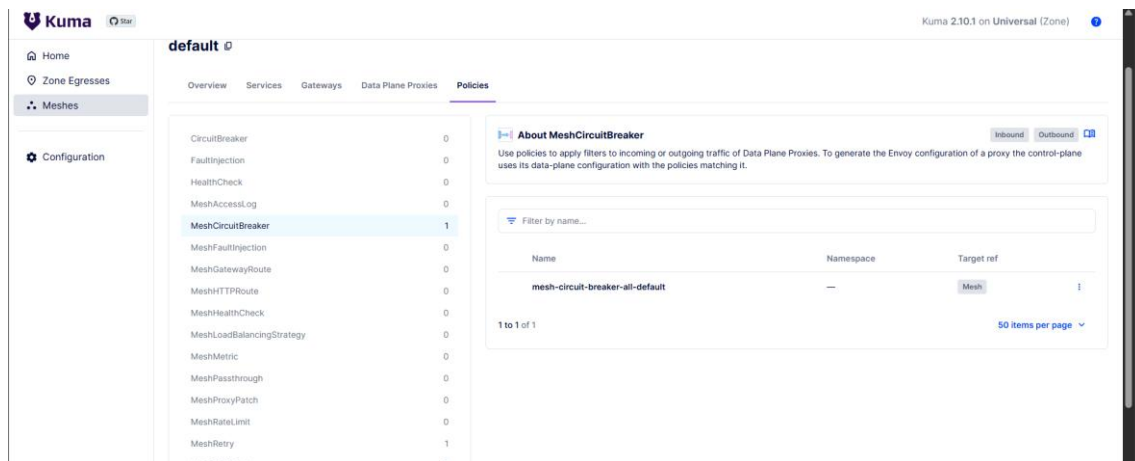 Kuma
Star
Kuma 2.10.1 on Universal (Zone)
Home
Zone Egresses
Meshes
Configuration
default
Overview Services Gateways Data Plane Proxies Policies
CircuitBreaker 0
FaultInjection 0
HealthCheck 0
MeshAccessLog 0
MeshCircuitBreaker 1
MeshFaultInjection 0
MeshGatewayRoute 0
MeshHTTPRoute 0
MeshHealthCheck 0
MeshLoadBalancingStrategy 0
MeshMetric 0
MeshPassthrough 0
MeshProxyPatch 0
MeshRateLimit 0
MeshRetry 1
About MeshCircuitBreaker
Inbound Outbound
Use policies to apply filters to incoming or outgoing traffic of Data Plane Proxies. To generate the Envoy configuration of a proxy the control-plane
uses its data-plane configuration with the policies matching it.
Filter by name...
Name Namespace Target ref
mesh-circuit-breaker-all-default — Mesh
1 to 1 of 1
50 items per page